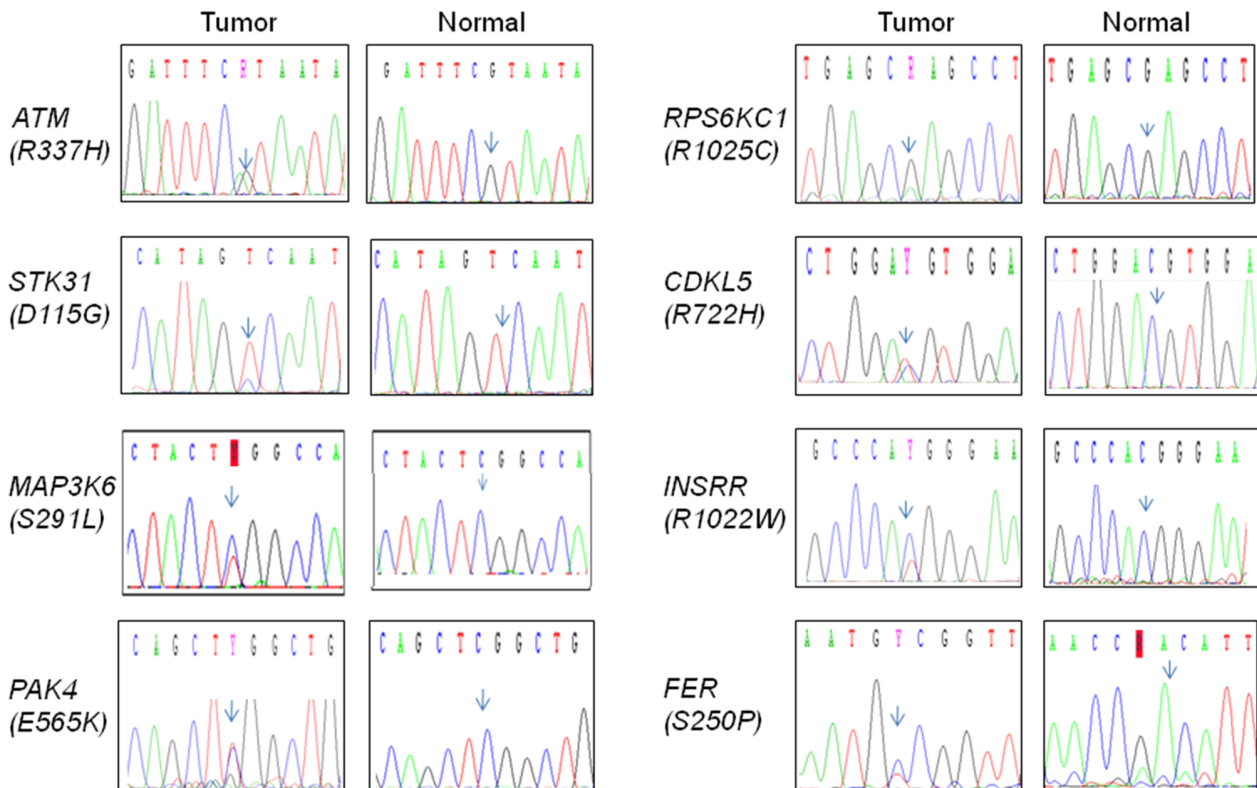 Tumor Normal Tumor Normal
G A T T T C R T A A T A G A T T T C G T A A T A T G A G C R A G C C T T G A G C G A G C C T
ATM
(R337H)
RPS6KC1
(R1025C)
C A T A G T C A A T C A T A G T C A A T C T G G A Y G T G G A C T G G A C G T G G A
STK31
(D115G)
CDKL5
(R722H)
C T A C T G G C C A C T A C T C G G C C A G C C C A Y G G G A A G C C C A C G G G A A
MAP3K6
(S291L)
INSRR
(R1022W)
C A G C T Y G G C T G C A G C T C G G C T G A A T G Y C G G T T A A C C A C A T T
PAK4
(E565K)
FER
(S250P)